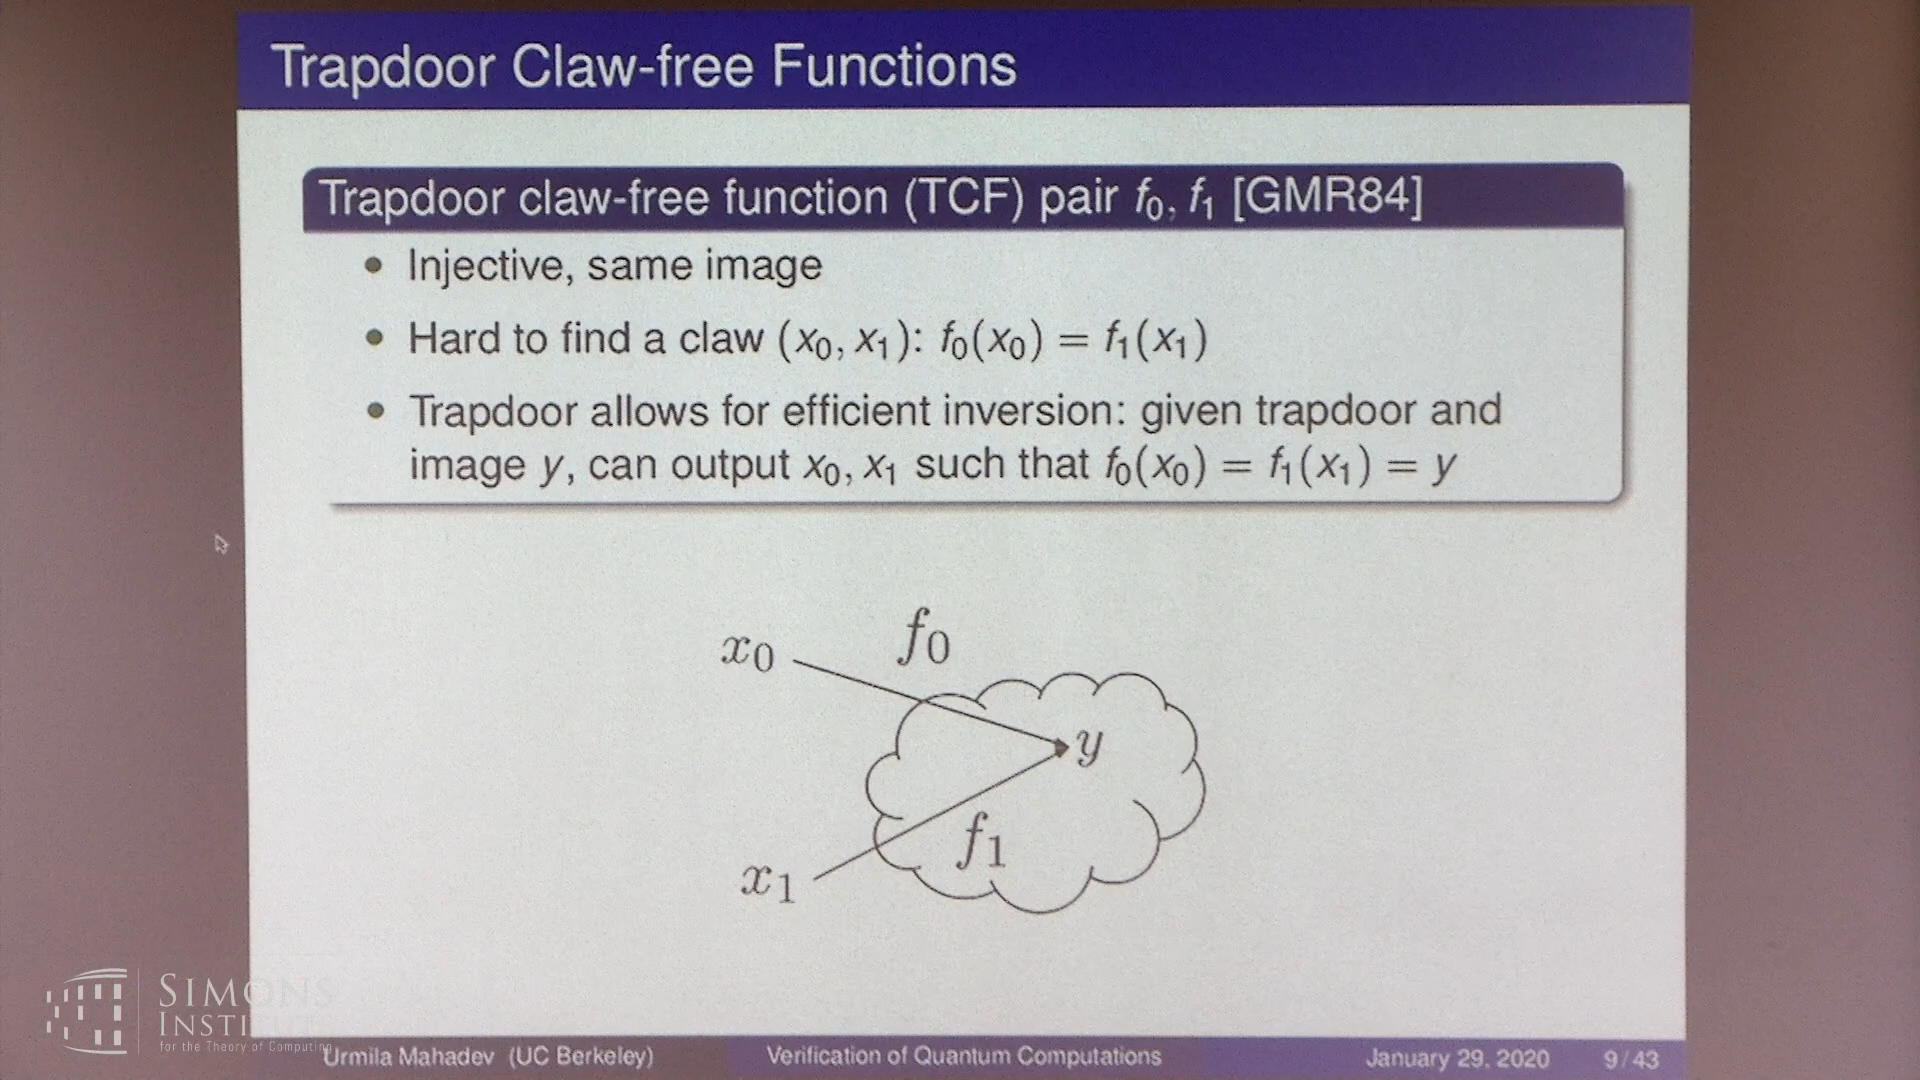 Trapdoor Claw-free Functions
Trapdoor claw-free function (TCF) pair f₀, f₁ [GMR84]
• Injective, same image
• Hard to find a claw (x₀, x₁): f₀(x₀) = f₁(x₁)
• Trapdoor allows for efficient inversion: given trapdoor and
image y, can output x₀, x₁ such that f₀(x₀) = f₁(x₁) = y
x₀
f₀
y
f₁
x₁
SIMONS
INSTITUTE
for the Theory of Computing
Urmila Mahadev (UC Berkeley) Verification of Quantum Computations January 29, 2020 9 / 43